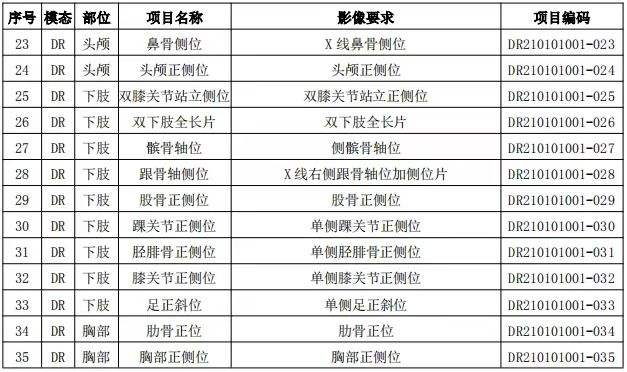 序号 模态 部位 项目名称 影像要求 项目编码
23 DR 头颅 鼻骨侧位 X线鼻骨侧位 DR210101001-023
24 DR 头颅 头颅正侧位 头颅正侧位 DR210101001-024
25 DR 下肢 双膝关节站立侧位 双膝关节站立正侧位 DR210101001-025
26 DR 下肢 双下肢全长片 双下肢全长片 DR210101001-026
27 DR 下肢 髌骨轴位 侧髌骨轴位 DR210101001-027
28 DR 下肢 跟骨轴侧位 X线右侧跟骨轴位加侧位片 DR210101001-028
29 DR 下肢 股骨正侧位 股骨正侧位 DR210101001-029
30 DR 下肢 踝关节正侧位 单侧踝关节正侧位 DR210101001-030
31 DR 下肢 胫腓骨正侧位 单侧胫腓骨正侧位 DR210101001-031
32 DR 下肢 膝关节正侧位 单侧膝关节正侧位 DR210101001-032
33 DR 下肢 足正斜位 单侧足正斜位 DR210101001-033
34 DR 胸部 肋骨正位 肋骨正位 DR210101001-034
35 DR 胸部 胸部正侧位 胸部正侧位 DR210101001-035